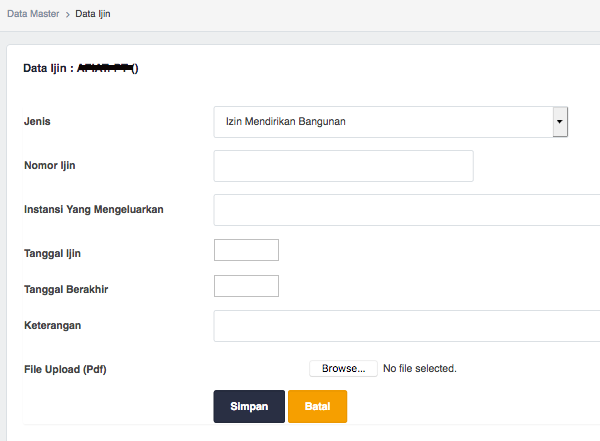 Data Master > Data Ijin
Data Ijin : ()
Jenis
Izin Mendirikan Bangunan
Nomor Ijin
Instansi Yang Mengeluarkan
Tanggal Ijin
Tanggal Berakhir
Keterangan
File Upload (Pdf)
Browse... No file selected.
Simpan Batal